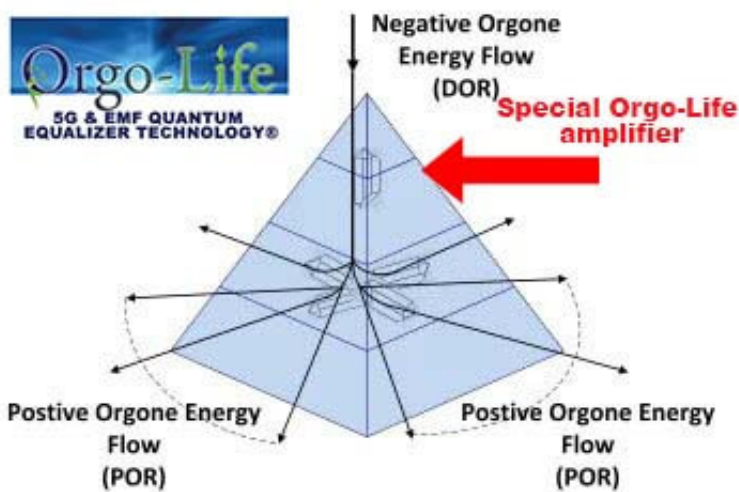 Orgo-Life
5G & EMF QUANTUM
EQUALIZER TECHNOLOGY®
Negative Orgone
Energy Flow
(DOR)
Special Orgo-Life
amplifier
Postive Orgone Energy
Flow
(POR)
Postive Orgone Energy
Flow
(POR)